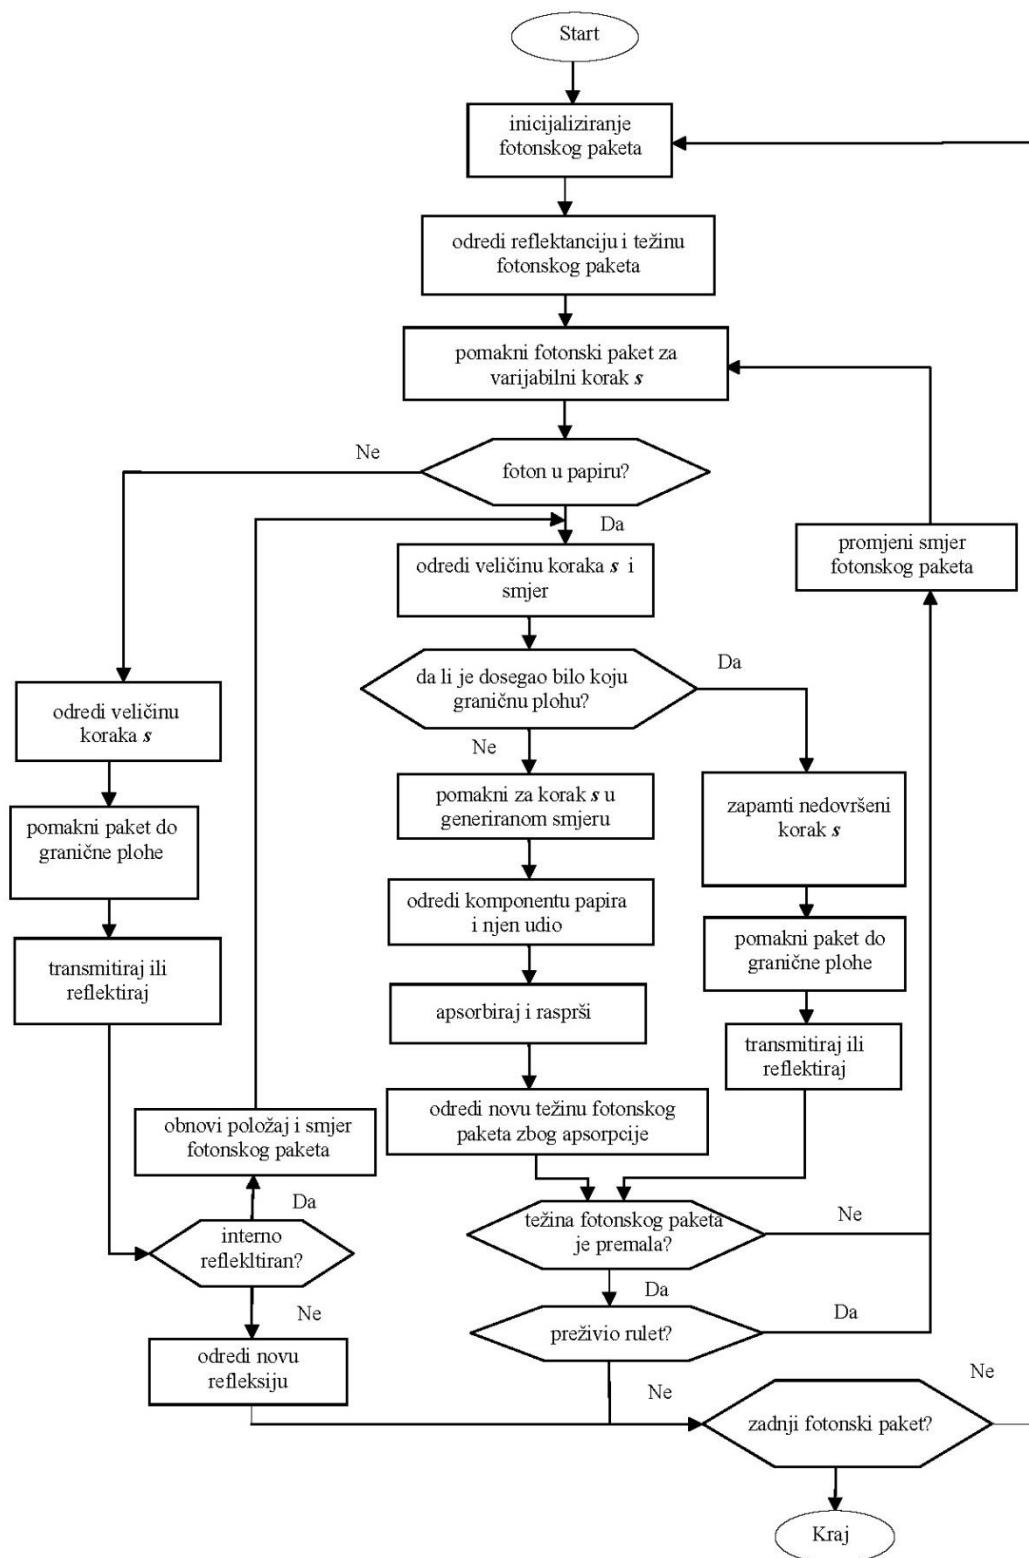 Start
inicijaliziranje
fotonskog paketa
odredi reflektanciju i težinu
fotonskog paketa
pomakni fotonski paket za
varijabilni korak s
Ne
foton u papiru?
Da
odredi veličinu koraka s i
smjer
promjeni smjer
fotonskog paketa
da li je dosegao bilo koju
graničnu plohu?
Da
Ne
odredi veličinu
koraka s
pomakni za korak s u
generiranom smjeru
zapamti nedovršeni
korak s
pomakni paket do
granične plohe
odredi komponentu papira
i njen udio
pomakni paket do
granične plohe
transmitiraj ili
reflektiraj
apsorbiraj i rasprši
transmitiraj ili
reflektiraj
odredi novu težinu fotonskog
paketa zbog apsorpcije
obnovi položaj i smjer
fotonskog paketa
Da
interno
reflekltiran?
Ne
težina fotonskog paketa
je premala?
Ne
Da
preživio rulet?
Da
Ne
odredi novu
refleksiju
zadnji fotonski paket?
Ne
Kraj